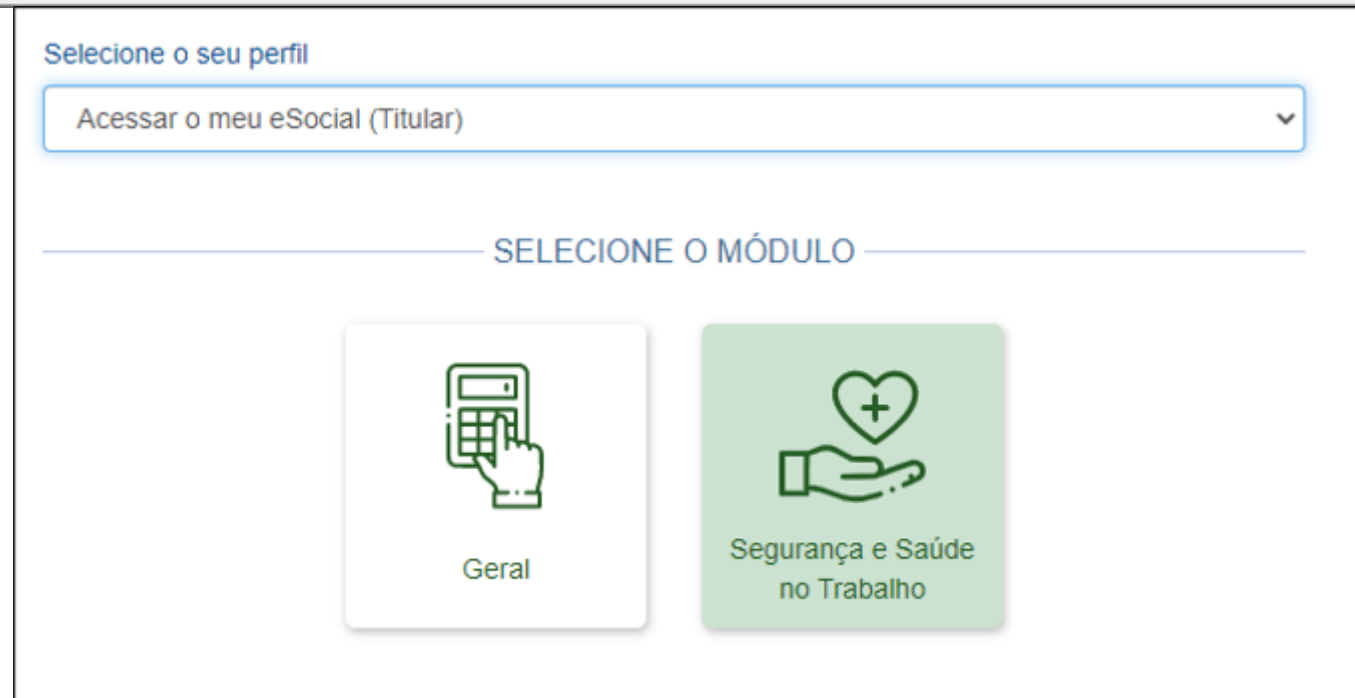 Selecione o seu perfil
Acessar o meu eSocial (Titular)
SELECIONE O MÓDULO
Geral
Segurança e Saúde
no Trabalho